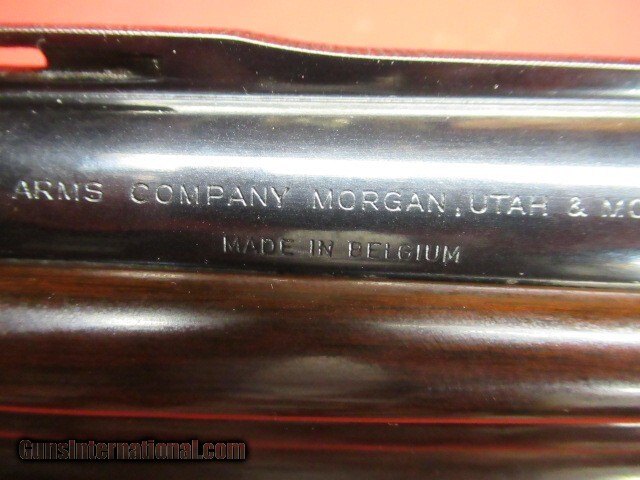 ARMS COMPANY MORGAN, UTAH & MO
MADE IN BELGIUM
GunsInternational.com